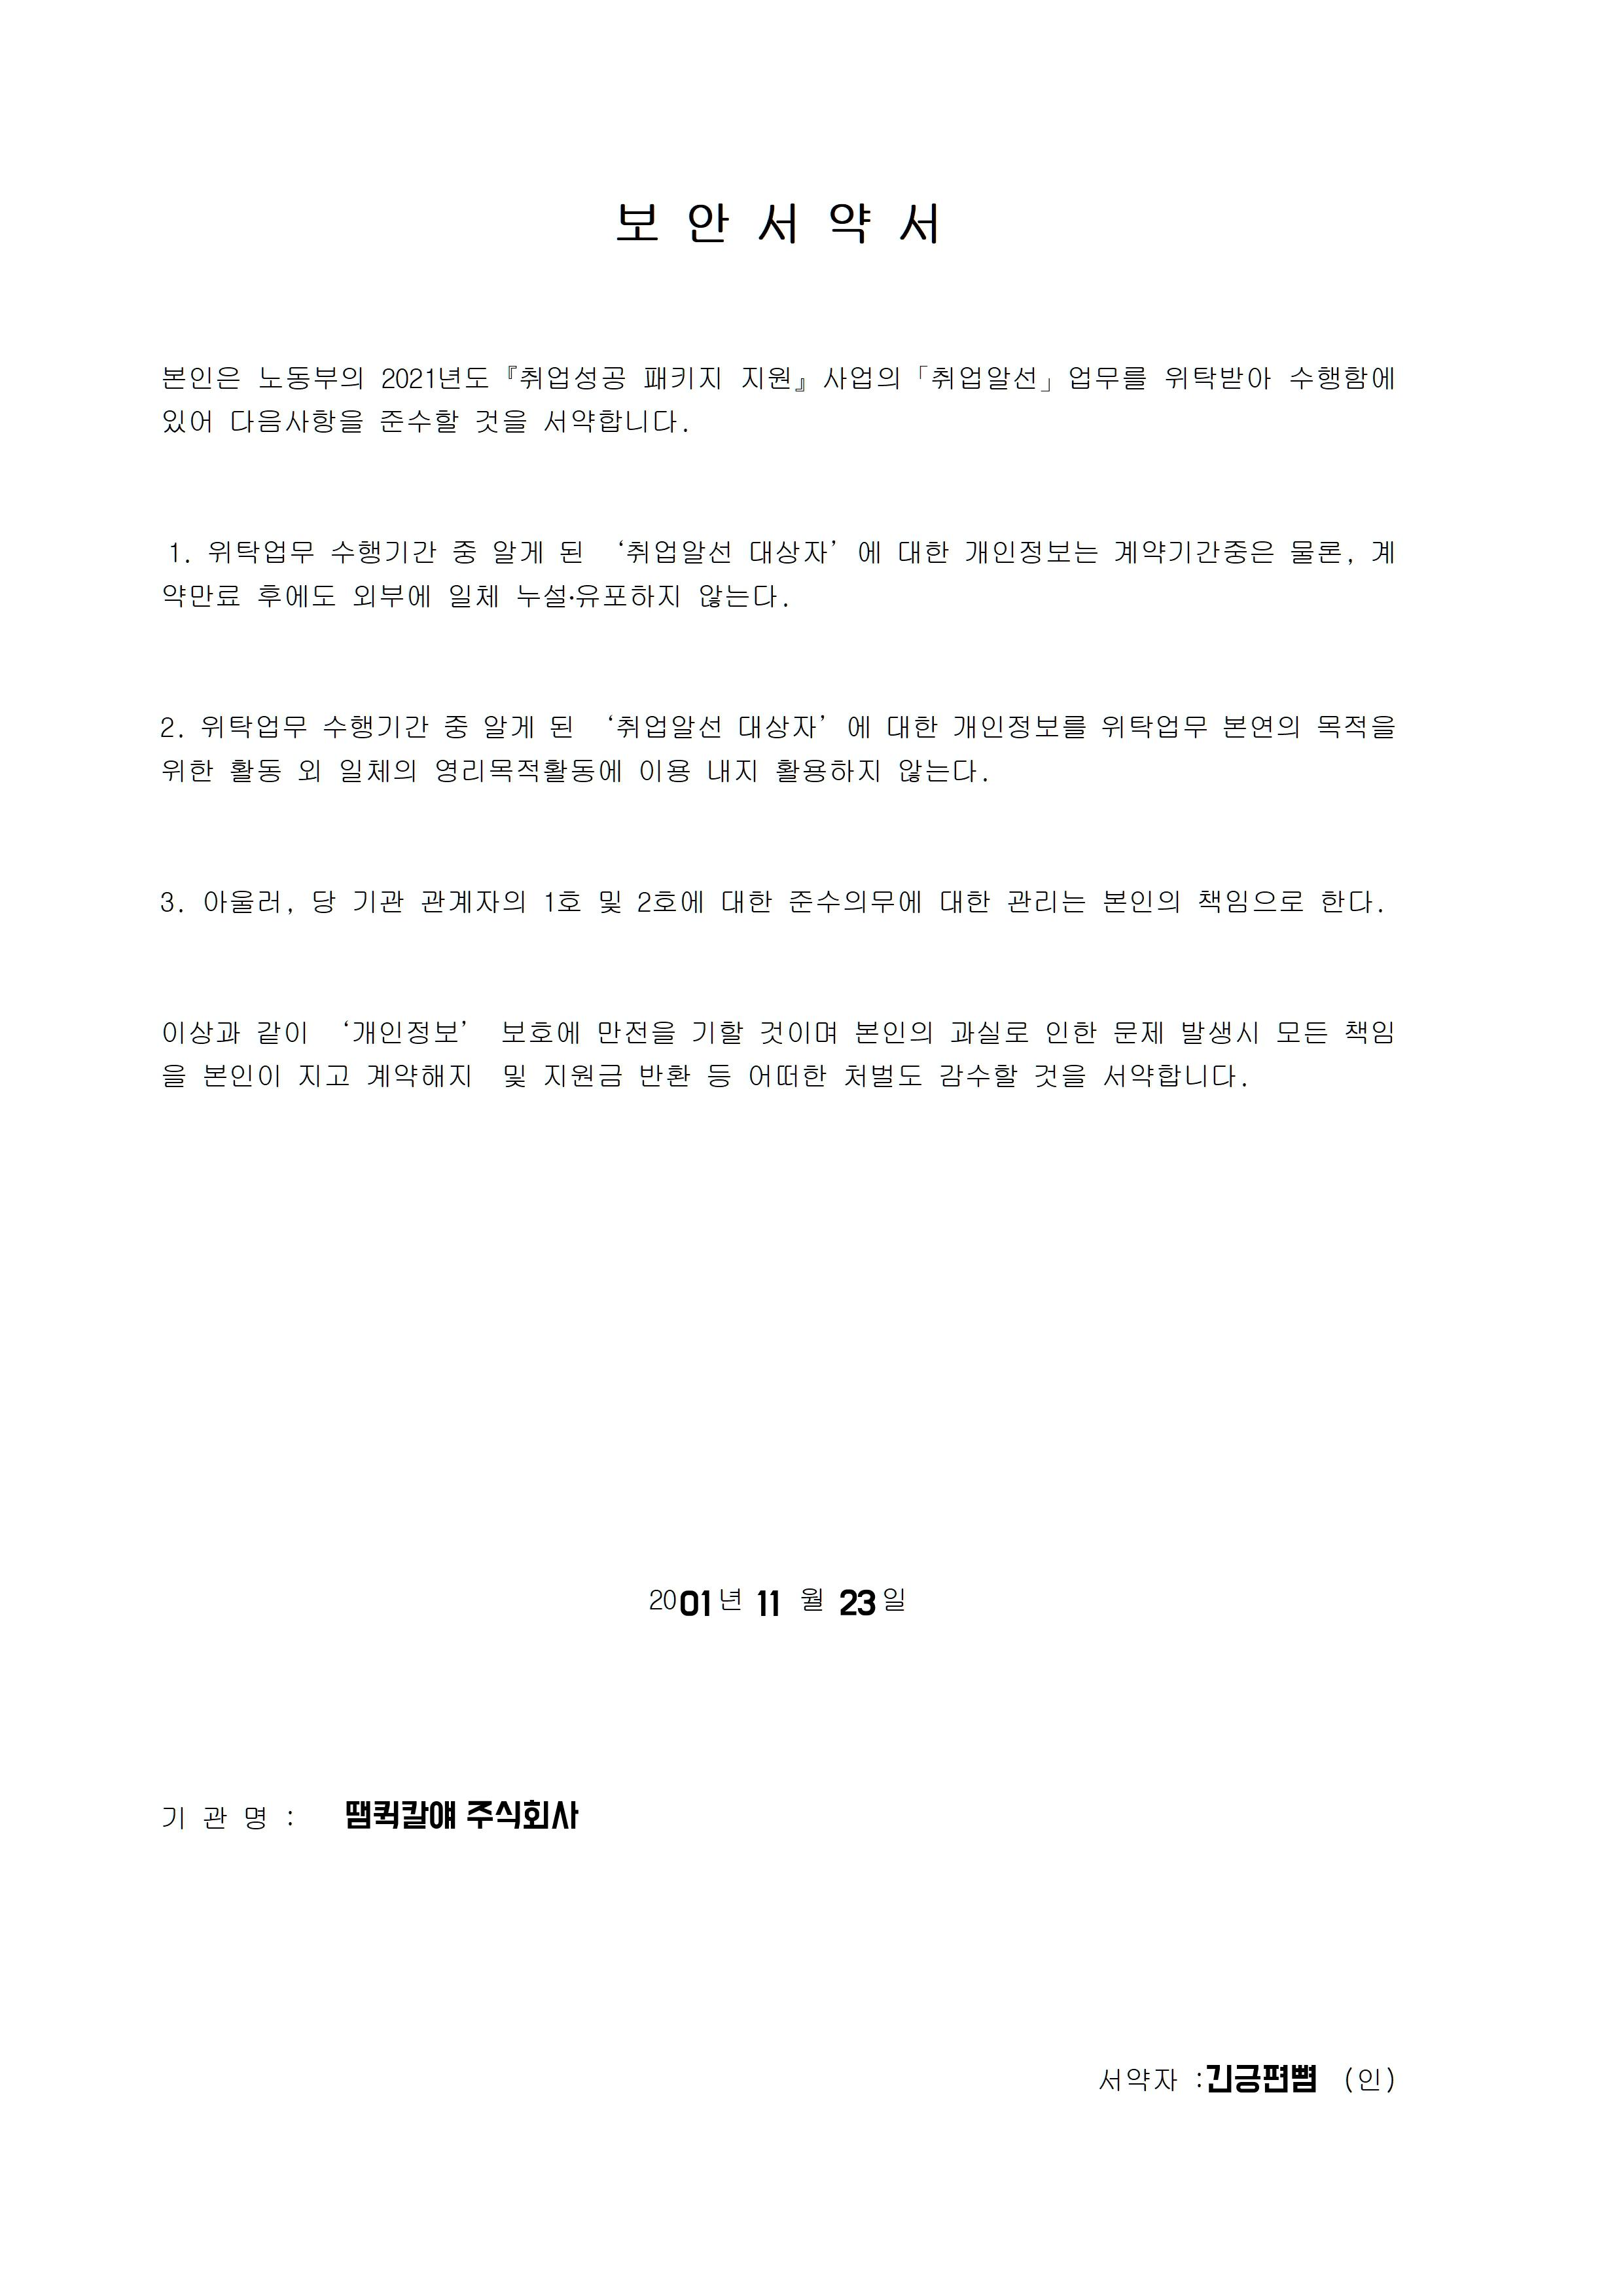 보 안 서 약 서
본인은 노동부의 2021년도『취업성공 패키지 지원』사업의「취업알선」업무를 위탁받아 수행함에
있어 다음사항을 준수할 것을 서약합니다.
1. 위탁업무 수행기간 중 알게 된 ‘취업알선 대상자’에 대한 개인정보는 계약기간중은 물론, 계
약만료 후에도 외부에 일체 누설·유포하지 않는다.
2. 위탁업무 수행기간 중 알게 된 ‘취업알선 대상자’에 대한 개인정보를 위탁업무 본연의 목적을
위한 활동 외 일체의 영리목적활동에 이용 내지 활용하지 않는다.
3. 아울러, 당 기관 관계자의 1호 및 2호에 대한 준수의무에 대한 관리는 본인의 책임으로 한다.
이상과 같이 ‘개인정보’ 보호에 만전을 기할 것이며 본인의 과실로 인한 문제 발생시 모든 책임
을 본인이 지고 계약해지 및 지원금 반환 등 어떠한 처벌도 감수할 것을 서약합니다.
2001년 11 월 23일
기 관 명 : 땜쿽칼얘 주식회사
서약자 :긴긍편뼘 (인)